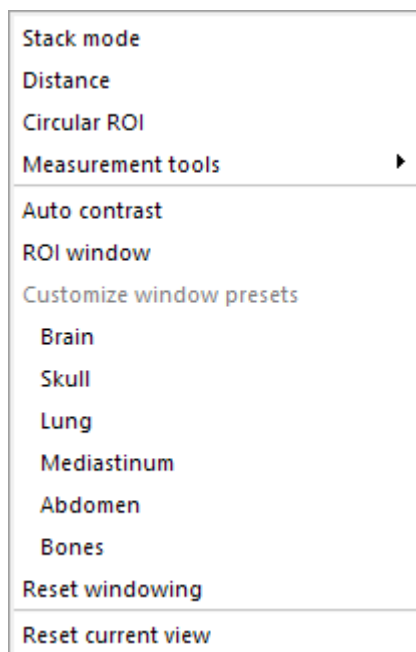 Stack mode
Distance
Circular ROI
Measurement tools
Auto contrast
ROI window
Customize window presets
Brain
Skull
Lung
Mediastinum
Abdomen
Bones
Reset windowing
Reset current view